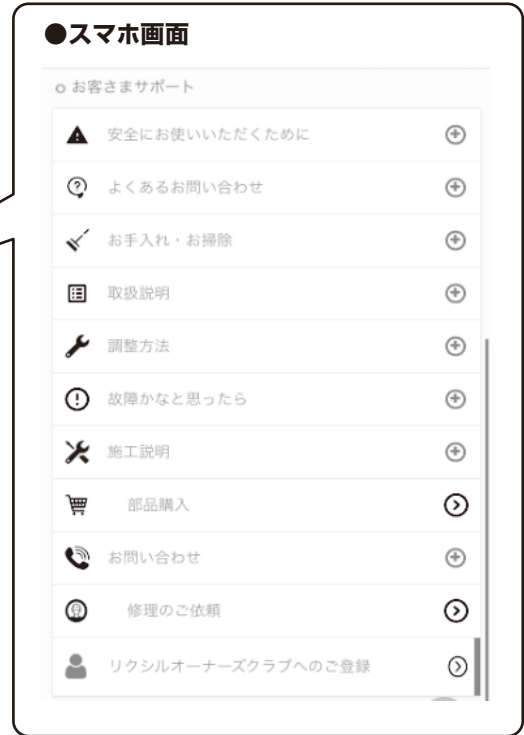 ●スマホ画面
お客さまサポート
安全にお使いいただくために
よくあるお問い合わせ
お手入れ・お掃除
取扱説明
調整方法
故障かなと思ったら
施工説明
部品購入
お問い合わせ
修理のご依頼
リクシルオーナーズクラブへのご登録